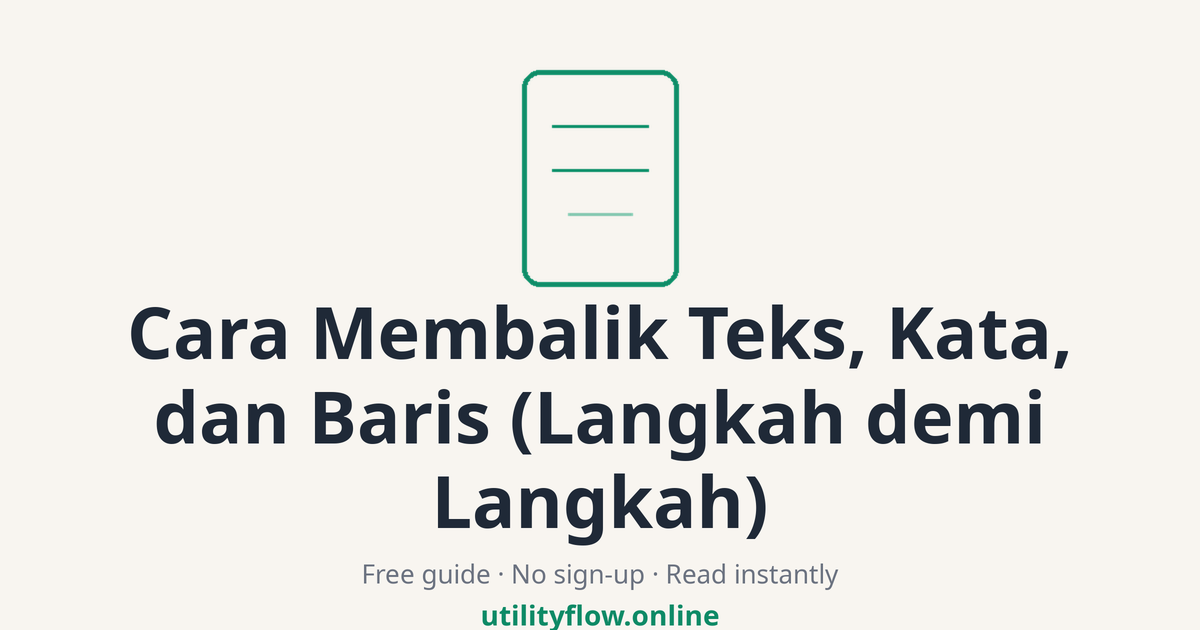 Cara Membalik Teks, Kata,
dan Baris (Langkah demi
Langkah)
Free guide · No sign-up · Read instantly
utilityflow.online